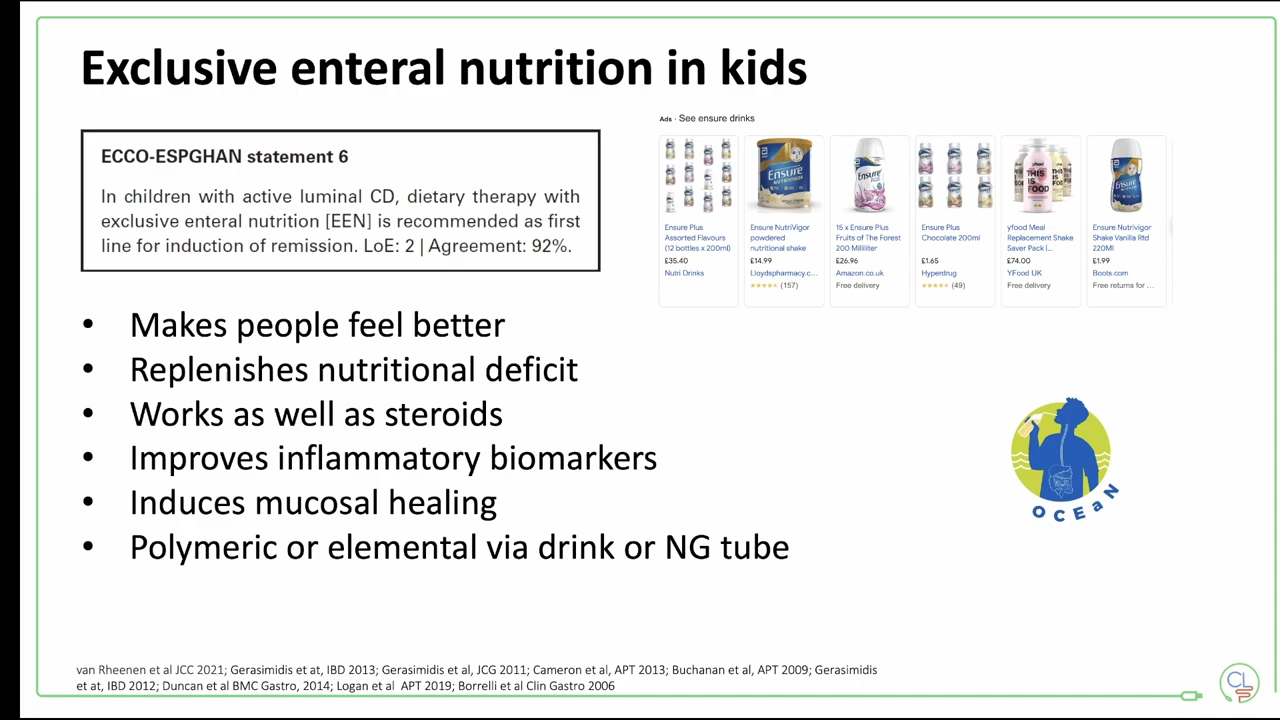 Exclusive enteral nutrition in kids
ECCO-ESPGHAN statement 6
In children with active luminal CD, dietary therapy with
exclusive enteral nutrition [EEN] is recommended as first
line for induction of remission. LoE: 2 | Agreement: 92%.
Ads · See ensure drinks
Ensure
Ensure
THIS IS FOOD
Ensure
Ensure Plus
Assorted Flavours
(12 bottles x 200ml)
£35.40
Nutri Drinks
Ensure NutriVigor
powdered
nutritional shake
£14.99
Lloydspharmacy.c...
(157)
15 x Ensure Plus
Fruits of The Forest
200 Milliliter
£26.96
Amazon.co.uk
Free delivery
Ensure Plus
Chocolate 200ml
£1.65
Hyperdrug
(49)
yfood Meal
Replacement Shake
Saver Pack |...
£74.00
YFood UK
Free delivery
Ensure Nutrivigor
Shake Vanilla Rtd
220Ml
£1.99
Boots.com
Free returns for ...
• Makes people feel better
• Replenishes nutritional deficit
• Works as well as steroids
• Improves inflammatory biomarkers
• Induces mucosal healing
• Polymeric or elemental via drink or NG tube
OCEaN
van Rheenen et al JCC 2021; Gerasimidis et at, IBD 2013; Gerasimidis et al, JCG 2011; Cameron et al, APT 2013; Buchanan et al, APT 2009; Gerasimidis
et at, IBD 2012; Duncan et al BMC Gastro, 2014; Logan et al APT 2019; Borrelli et al Clin Gastro 2006
CL